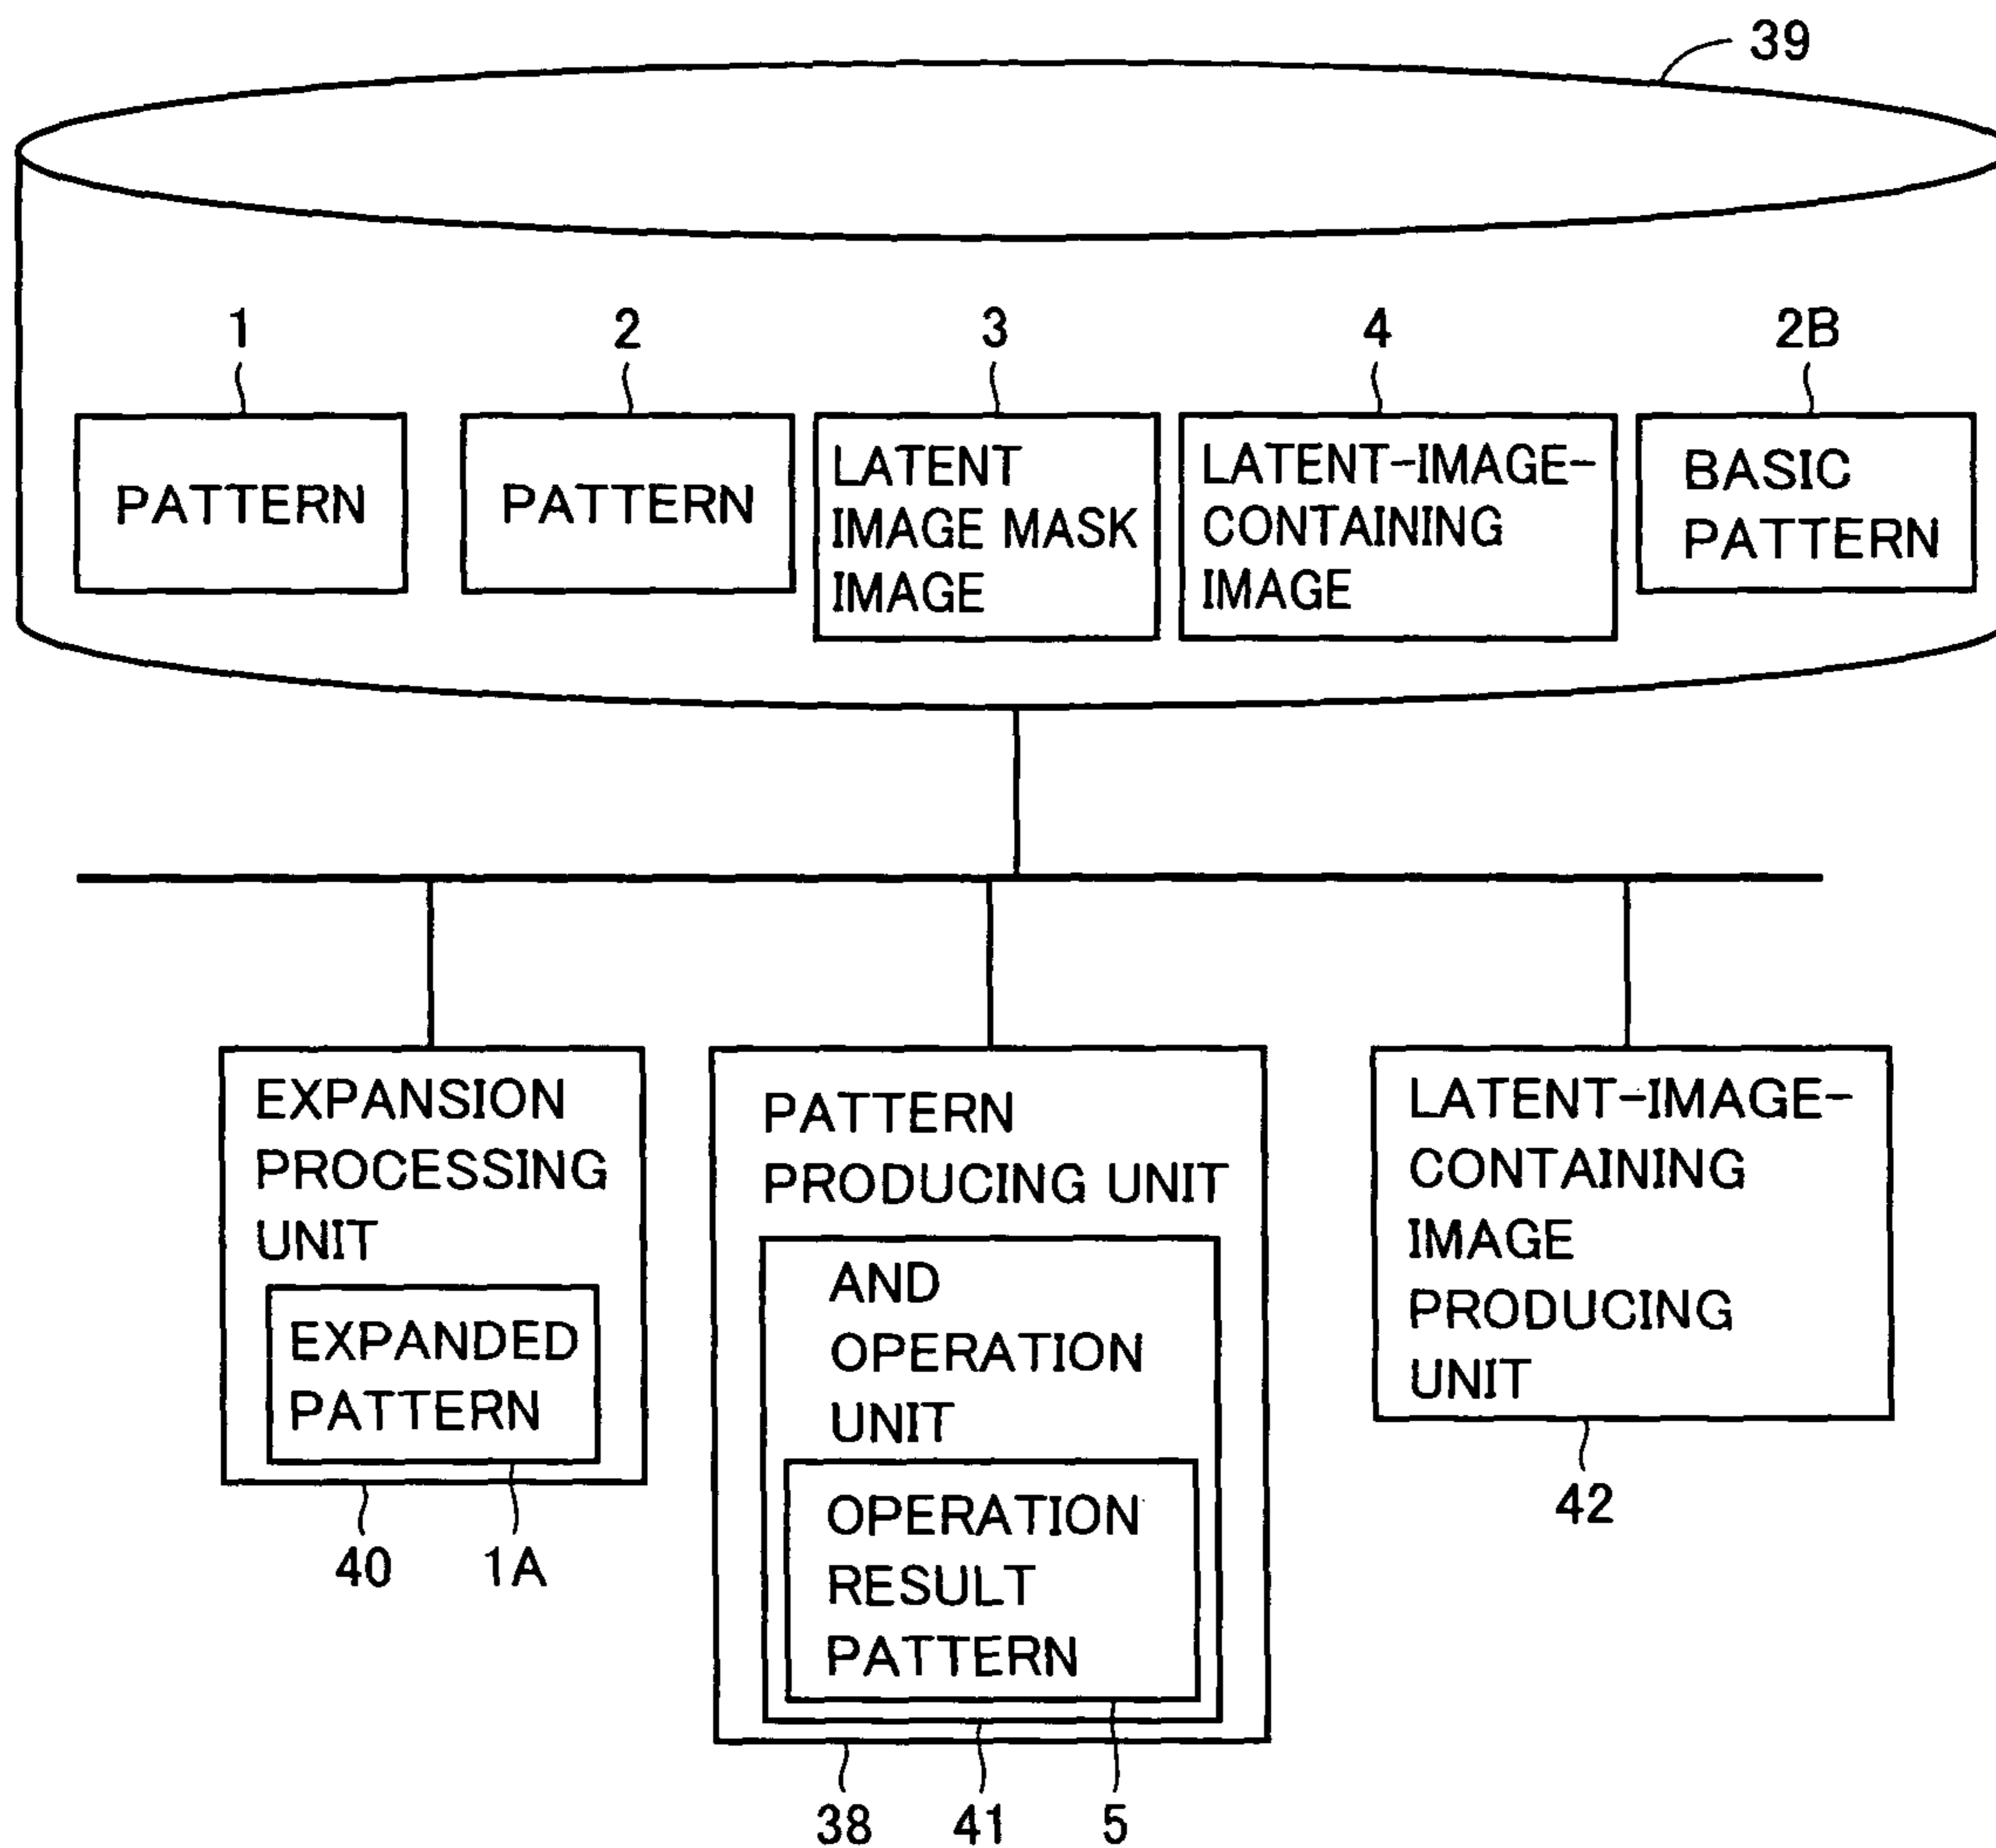 39
1
2
3
4
2B
PATTERN
PATTERN
LATENT
IMAGE MASK
IMAGE
LATENT-IMAGE-
CONTAINING
IMAGE
BASIC
PATTERN
EXPANSION
PROCESSING
UNIT
EXPANDED
PATTERN
40
1A
PATTERN
PRODUCING UNIT
AND
OPERATION
UNIT
OPERATION
RESULT
PATTERN
38
41
5
LATENT-IMAGE-
CONTAINING
IMAGE
PRODUCING
UNIT
42